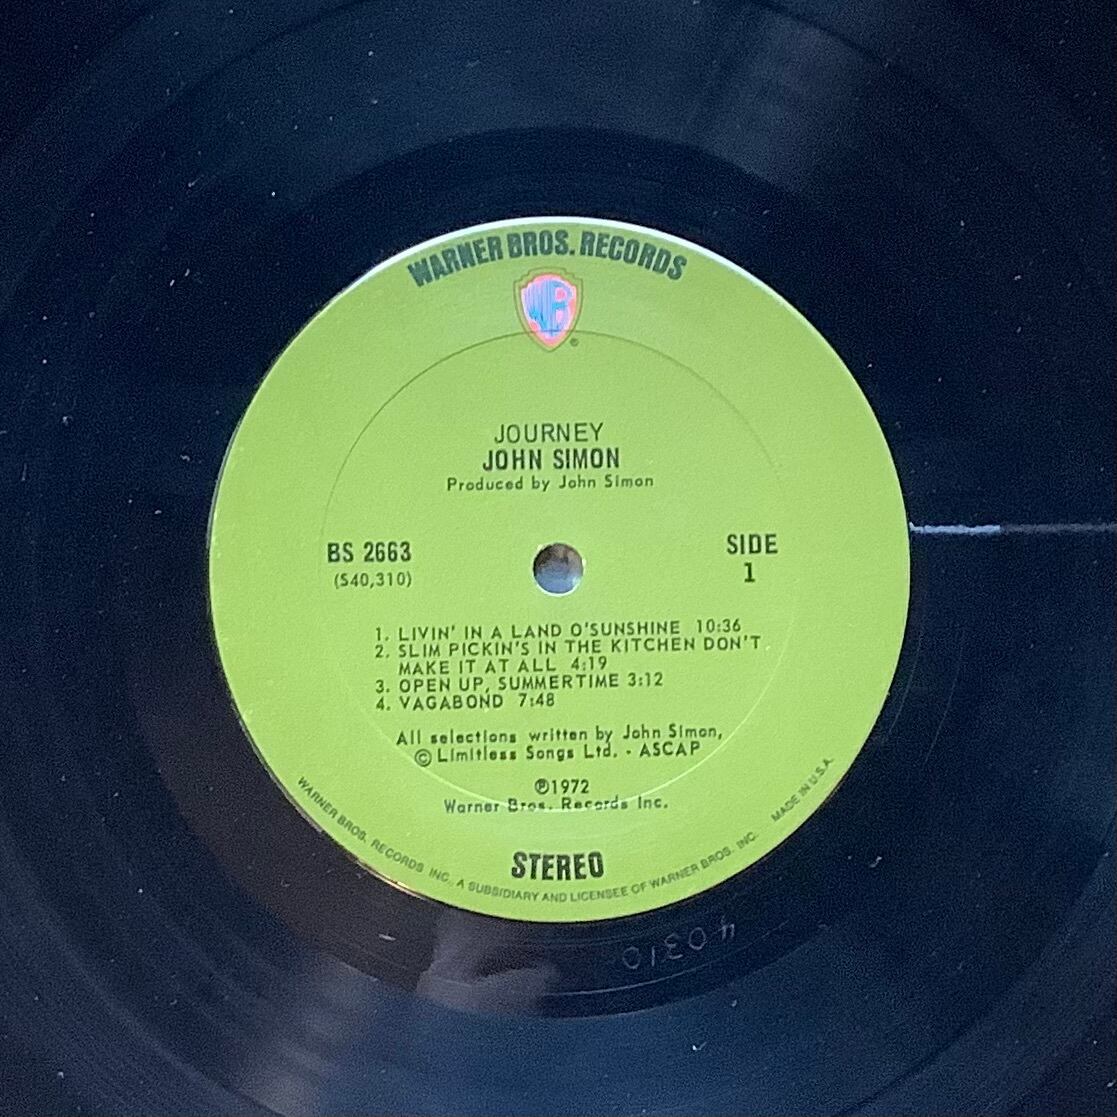 WARNER BROS. RECORDS
WB
®
JOURNEY
JOHN SIMON
Produced by John Simon
BS 2663
(S40,310)
SIDE
1
1. LIVIN' IN A LAND O'SUNSHINE 10:36
2. SLIM PICKIN'S IN THE KITCHEN DON'T
MAKE IT AT ALL 4:19
3. OPEN UP, SUMMERTIME 3:12
4. VAGABOND 7:48
All selections written by John Simon,
©Limitless Songs Ltd. - ASCAP
℗1972
Warner Bros. Records Inc.
STEREO
WARNER BROS. RECORDS INC., A SUBSIDIARY AND LICENSEE OF WARNER BROS. INC. MADE IN U.S.A.
40310